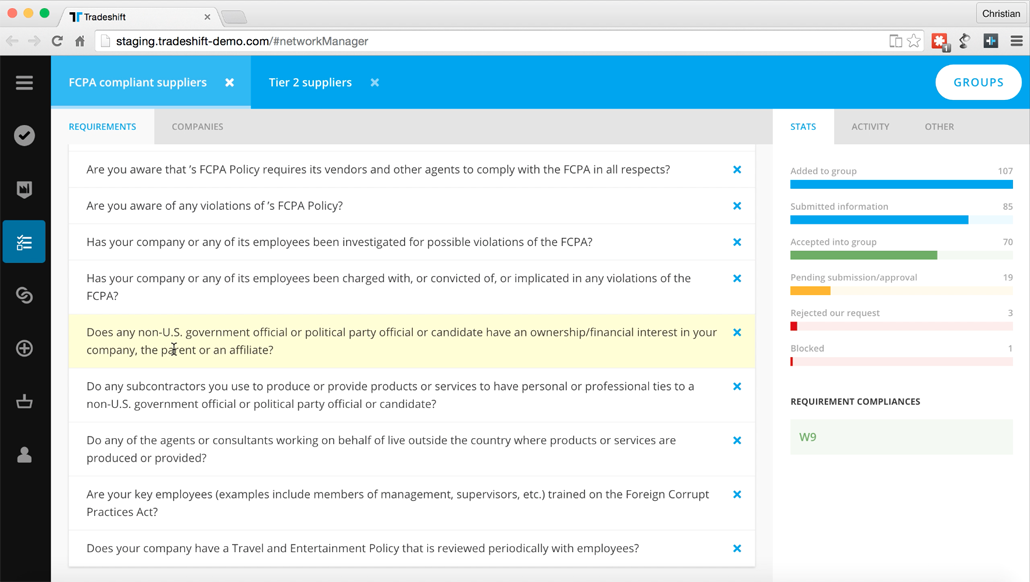 Tradeshift
Christian
staging.tradeshift-demo.com/#networkManager
1
FCPA compliant suppliers
Tier 2 suppliers
GROUPS
REQUIREMENTS
COMPANIES
STATS
ACTIVITY
OTHER
Are you aware that 's FCPA Policy requires its vendors and other agents to comply with the FCPA in all respects?
Are you aware of any violations of 's FCPA Policy?
Has your company or any of its employees been investigated for possible violations of the FCPA?
Has your company or any of its employees been charged with, or convicted of, or implicated in any violations of the
FCPA?
Does any non-U.S. government official or political party official or candidate have an ownership/financial interest in your
company, the parent or an affiliate?
Do any subcontractors you use to produce or provide products or services to have personal or professional ties to a
non-U.S. government official or political party official or candidate?
Do any of the agents or consultants working on behalf of live outside the country where products or services are
produced or provided?
Are your key employees (examples include members of management, supervisors, etc.) trained on the Foreign Corrupt
Practices Act?
Does your company have a Travel and Entertainment Policy that is reviewed periodically with employees?
Added to group 107
Submitted information 85
Accepted into group 70
Pending submission/approval 19
Rejected our request 3
Blocked 1
REQUIREMENT COMPLIANCES
W9